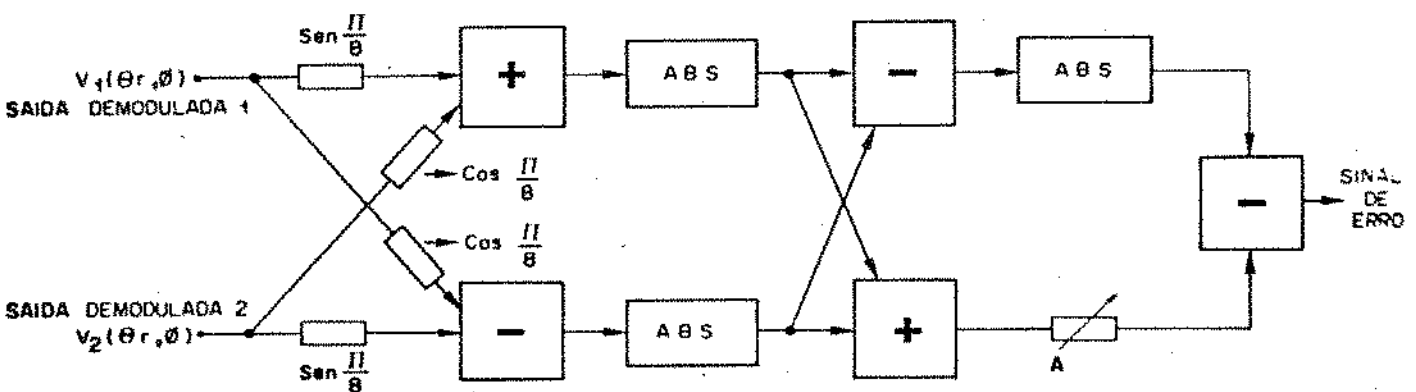 Sen π/8
V₁(θr,Ø)
SAIDA DEMODULADA 1
+
ABS
−
ABS
Cos π/8
Cos π/8
−
SINAL
DE
ERRO
SAIDA DEMODULADA 2
V₂(θr,Ø)
Sen π/8
−
ABS
+
A